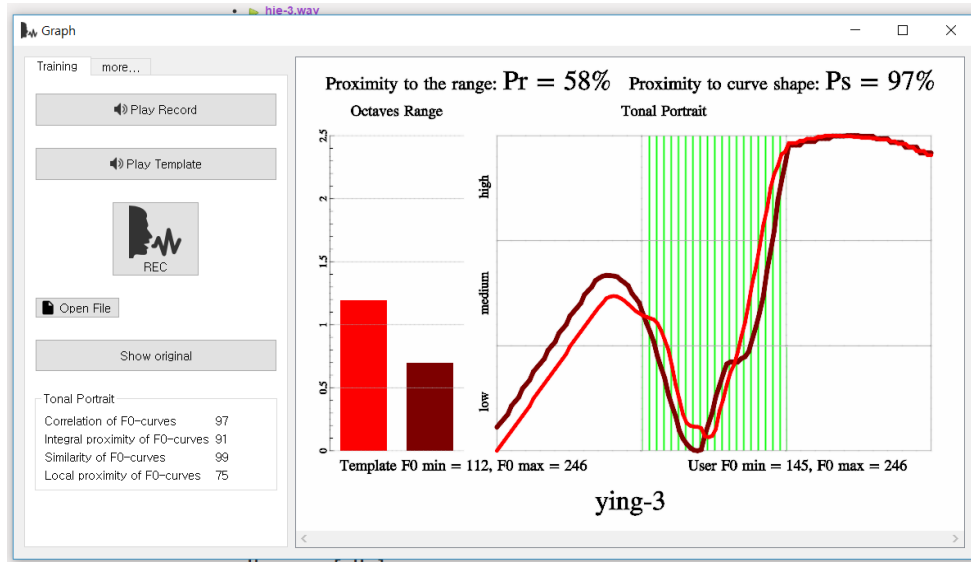 hie-3.wav
Graph
Training more...
Play Record
Play Template
REC
Open File
Show original
Tonal Portrait
Correlation of F0-curves 97
Integral proximity of F0-curves 91
Similarity of F0-curves 99
Local proximity of F0-curves 75
Proximity to the range: Pr = 58% Proximity to curve shape: Ps = 97%
Octaves Range Tonal Portrait
2.5
2
1.5
1
0.5
0
high
medium
low
Template F0 min = 112, F0 max = 246 User F0 min = 145, F0 max = 246
ying-3